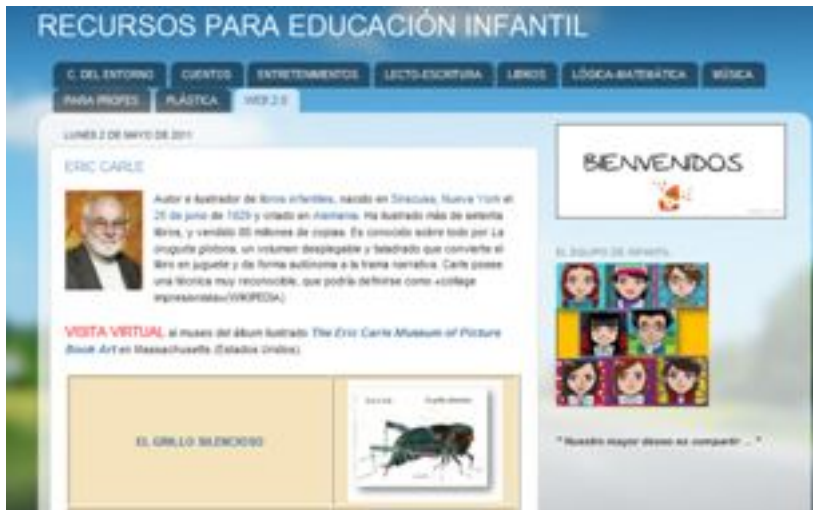 RECURSOS PARA EDUCACIÓN INFANTIL
C. DEL ENTORNO CUENTOS ENTRETENIMIENTOS LECTO-ESCRITURA LIBROS LÓGICA-MATEMÁTICA MÚSICA
PARA PROFES PLÁSTICA WEB 2.0
LUNES 2 DE MAYO DE 2011
ERIC CARLE
Autor e ilustrador de libros infantiles, nacido en Siracusa, Nueva York el
25 de junio de 1929 y criado en Alemania. Ha ilustrado más de setenta
libros, y vendido 85 millones de copias. Es conocido sobre todo por La
oruguita glotona, un volumen desplegable y taladrado que convierte el
libro en juguete y da forma autónoma a la trama narrativa. Carle posee
una técnica muy reconocible, que podría definirse como «collage
impresionista»(WIKIPEDIA)
VISITA VIRTUAL al museo del álbum ilustrado The Eric Carle Museum of Picture
Book Art en Massachusetts (Estados Unidos)
EL GRILLO SILENCIOSO
BIENVENIDOS
EL EQUIPO DE INFANTIL
" Nuestro mayor deseo es compartir ... "